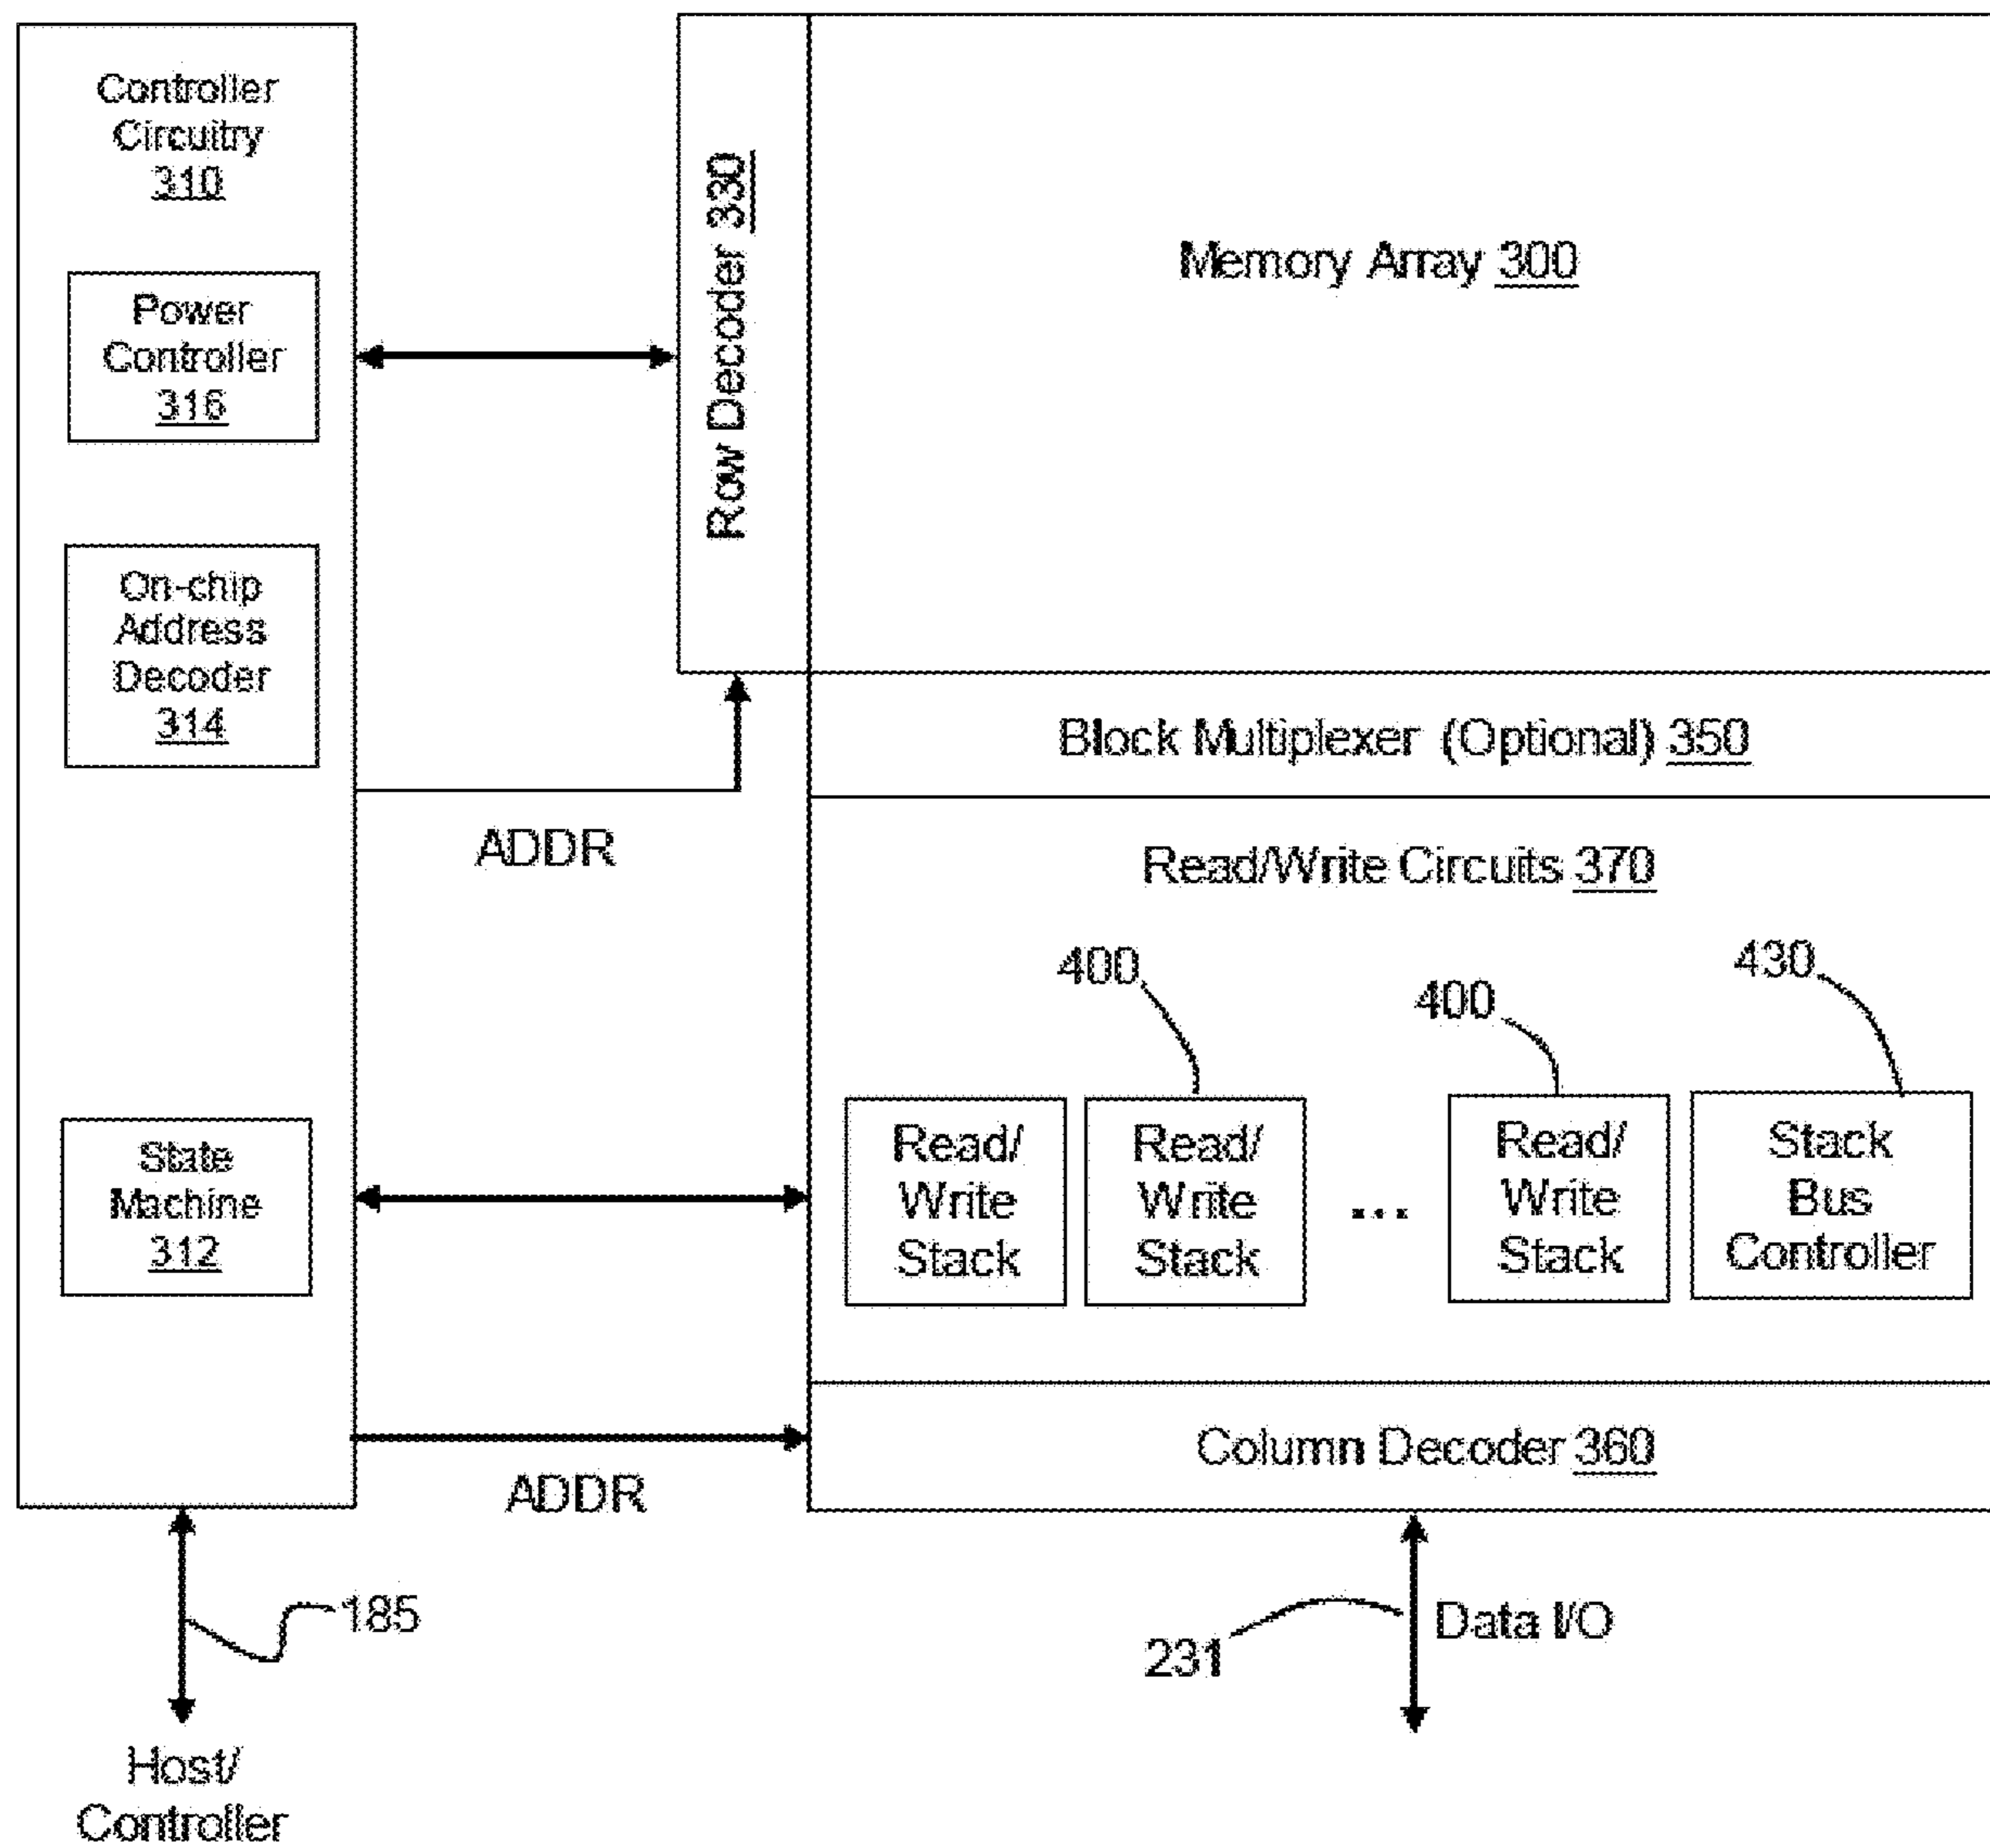 Controller
Circuitry
310
Power
Controller
316
On-chip
Address
Decoder
314
State
Machine
312
Row Decoder 330
Memory Array 300
Block Multiplexer (Optional) 350
ADDR
Read/Write Circuits 370
400
400
430
Read/
Write
Stack
Read/
Write
Stack
...
Read/
Write
Stack
Stack
Bus
Controller
Column Decoder 360
ADDR
185
231
Data I/O
Host/
Controller